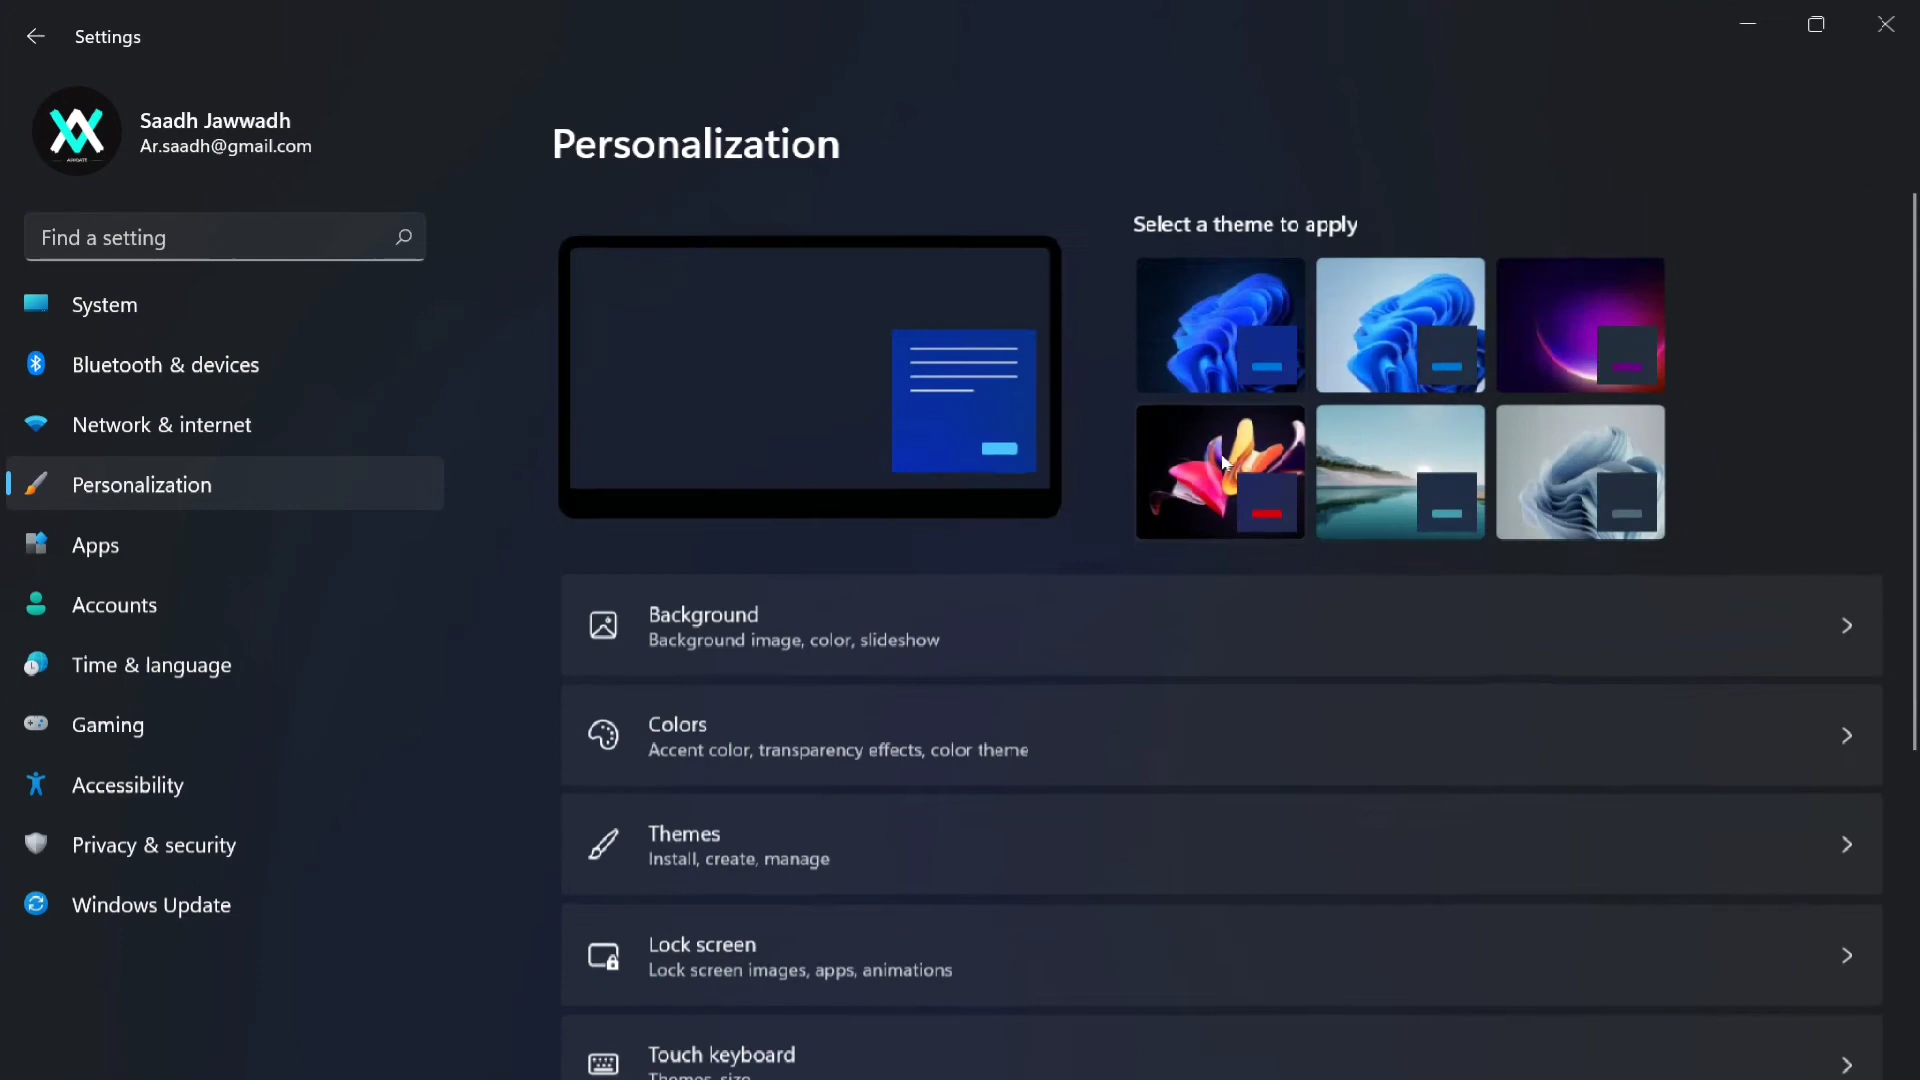 Settings
Saadh Jawwadh
Ar.saadh@gmail.com
Find a setting
System
Bluetooth & devices
Network & internet
Personalization
Apps
Accounts
Time & language
Gaming
Accessibility
Privacy & security
Windows Update
Personalization
Select a theme to apply
Background
Background image, color, slideshow
Colors
Accent color, transparency effects, color theme
Themes
Install, create, manage
Lock screen
Lock screen images, apps, animations
Touch keyboard
Themes, size